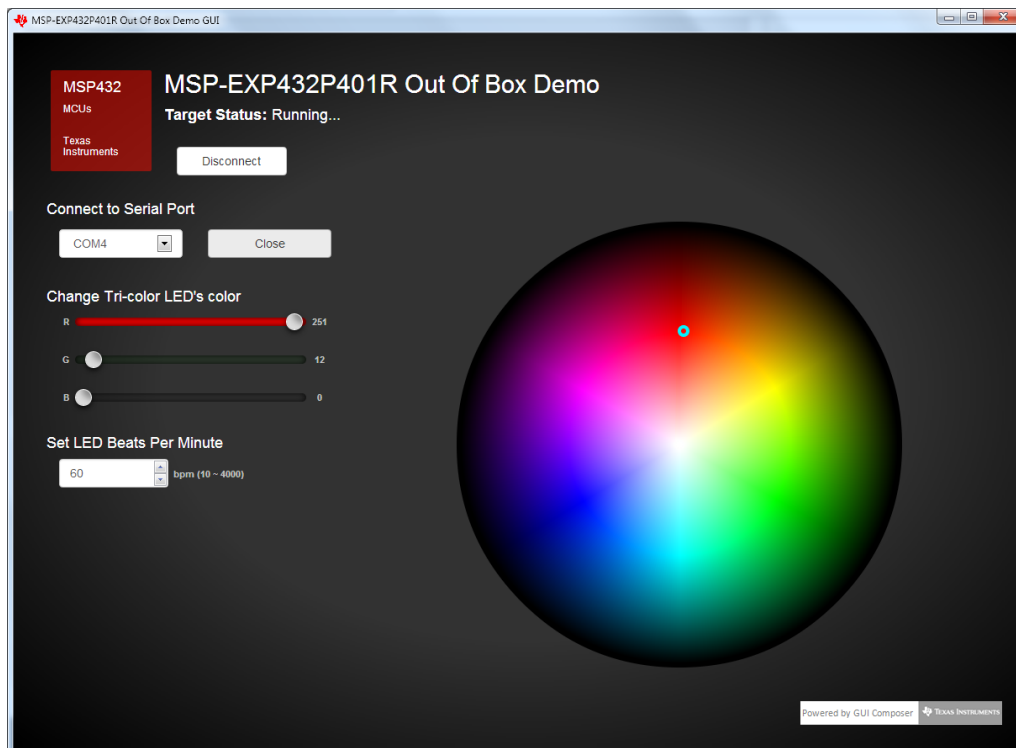 MSP-EXP432P401R Out Of Box Demo GUI
MSP432
MCUs
Texas
Instruments
MSP-EXP432P401R Out Of Box Demo
Target Status: Running...
Disconnect
Connect to Serial Port
COM4
Close
Change Tri-color LED's color
R 251
G 12
B 0
Set LED Beats Per Minute
60 bpm (10 ~ 4000)
Powered by GUI Composer TEXAS INSTRUMENTS